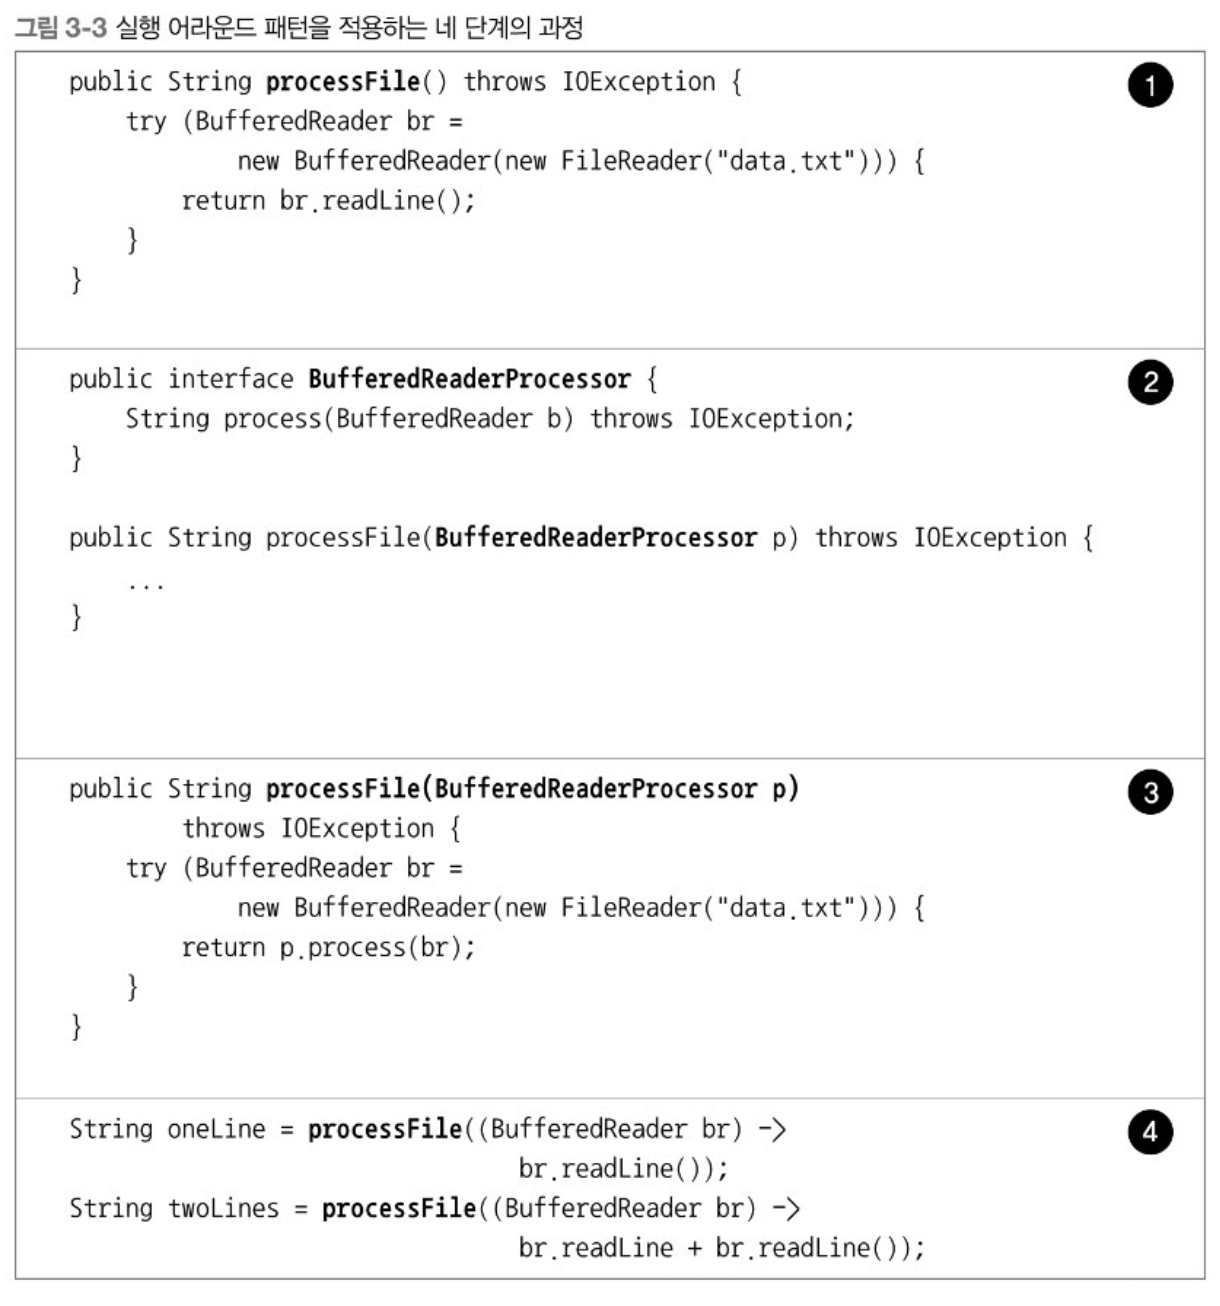 그림 3-3 실행 어라운드 패턴을 적용하는 네 단계의 과정
public String processFile() throws IOException {
1
try (BufferedReader br =
new BufferedReader(new FileReader("data.txt"))) {
return br.readLine();
}
}
public interface BufferedReaderProcessor {
2
String process(BufferedReader b) throws IOException;
}
public String processFile(BufferedReaderProcessor p) throws IOException {
...
}
public String processFile(BufferedReaderProcessor p)
3
throws IOException {
try (BufferedReader br =
new BufferedReader(new FileReader("data.txt"))) {
return p.process(br);
}
}
String oneLine = processFile((BufferedReader br) ->
4
br.readLine());
String twoLines = processFile((BufferedReader br) ->
br.readLine + br.readLine());